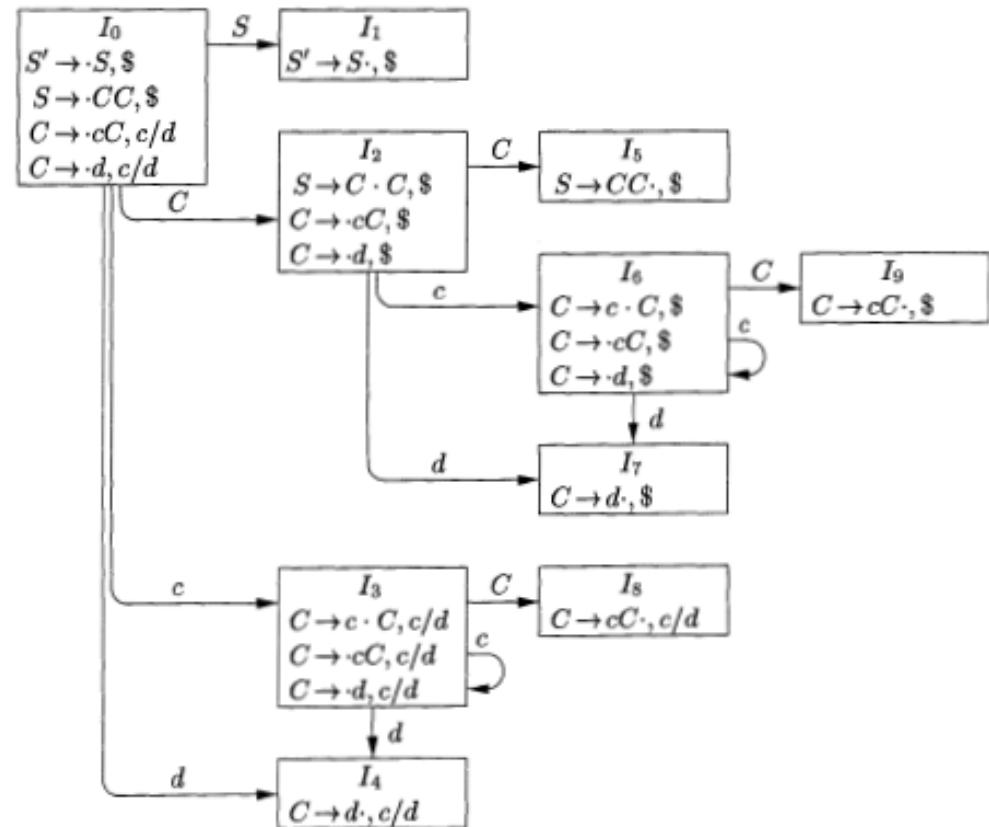 I₀
S' → ·S, $
S → ·CC, $
C → ·cC, c/d
C → ·d, c/d
S
I₁
S' → S·, $
C
I₂
S → C · C, $
C → ·cC, $
C → ·d, $
C
I₅
S → CC·, $
c
I₆
C → c · C, $
C → ·cC, $
C → ·d, $
C
I₉
C → cC·, $
c
d
d
I₇
C → d·, $
c
I₃
C → c · C, c/d
C → ·cC, c/d
C → ·d, c/d
C
I₈
C → cC·, c/d
c
d
d
I₄
C → d·, c/d